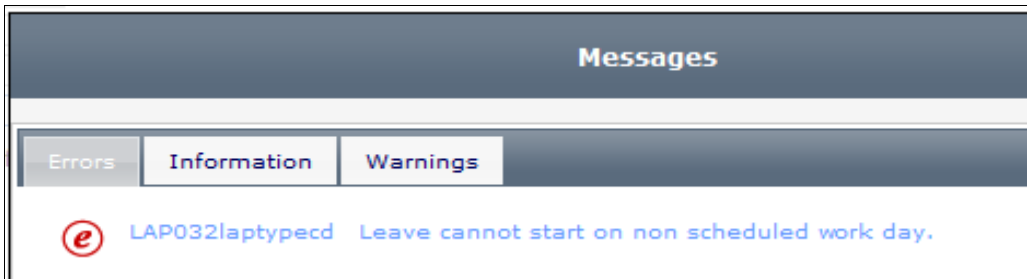 Messages
Errors Information Warnings
e LAP032laptypecd Leave cannot start on non scheduled work day.